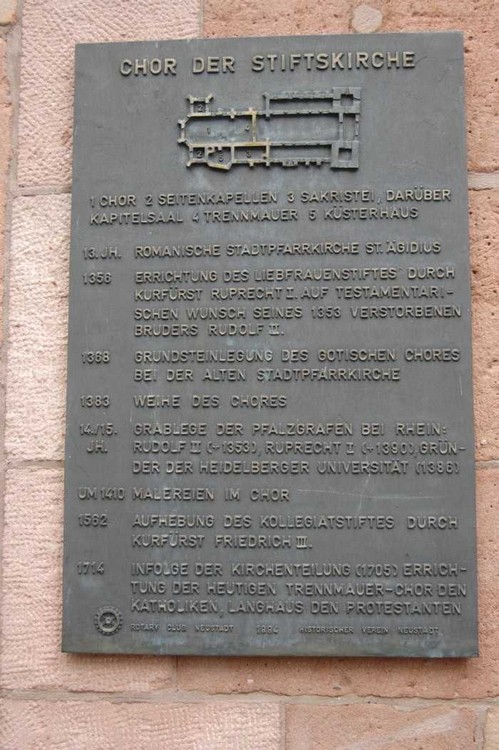 CHOR DER STIFTSKIRCHE
1 CHOR 2 SEITENKAPELLEN 3 SAKRISTEI, DARÜBER
KAPITELSAAL 4 TRENNMAUER 5 KÜSTERHAUS
13. JH. ROMANISCHE STADTPFARRKIRCHE ST. ÄGIDIUS
1356 ERRICHTUNG DES LIEBFRAUENSTIFTES DURCH
KURFÜRST RUPRECHT I. AUF TESTAMENTARI-
SCHEN WUNSCH SEINES 1353 VERSTORBENEN
BRUDERS RUDOLF II.
1368 GRUNDSTEINLEGUNG DES GOTISCHEN CHORES
BEI DER ALTEN STADTPFARRKIRCHE
1383 WEIHE DES CHORES
14./15. GRABLEGE DER PFALZGRAFEN BEI RHEIN:
JH. RUDOLF II (~1353), RUPRECHT I (~1390), GRÜN-
DER DER HEIDELBERGER UNIVERSITÄT (1386)
UM 1410 MALEREIEN IM CHOR
1562 AUFHEBUNG DES KOLLEGIATSTIFTES DURCH
KURFÜRST FRIEDRICH III.
1714 INFOLGE DER KIRCHENTEILUNG (1705) ERRICH-
TUNG DER HEUTIGEN TRENNMAUER-CHOR DEN
KATHOLIKEN, LANGHAUS DEN PROTESTANTEN
ROTARY CLUB NEUSTADT 1984 HISTORISCHER VEREIN NEUSTADT